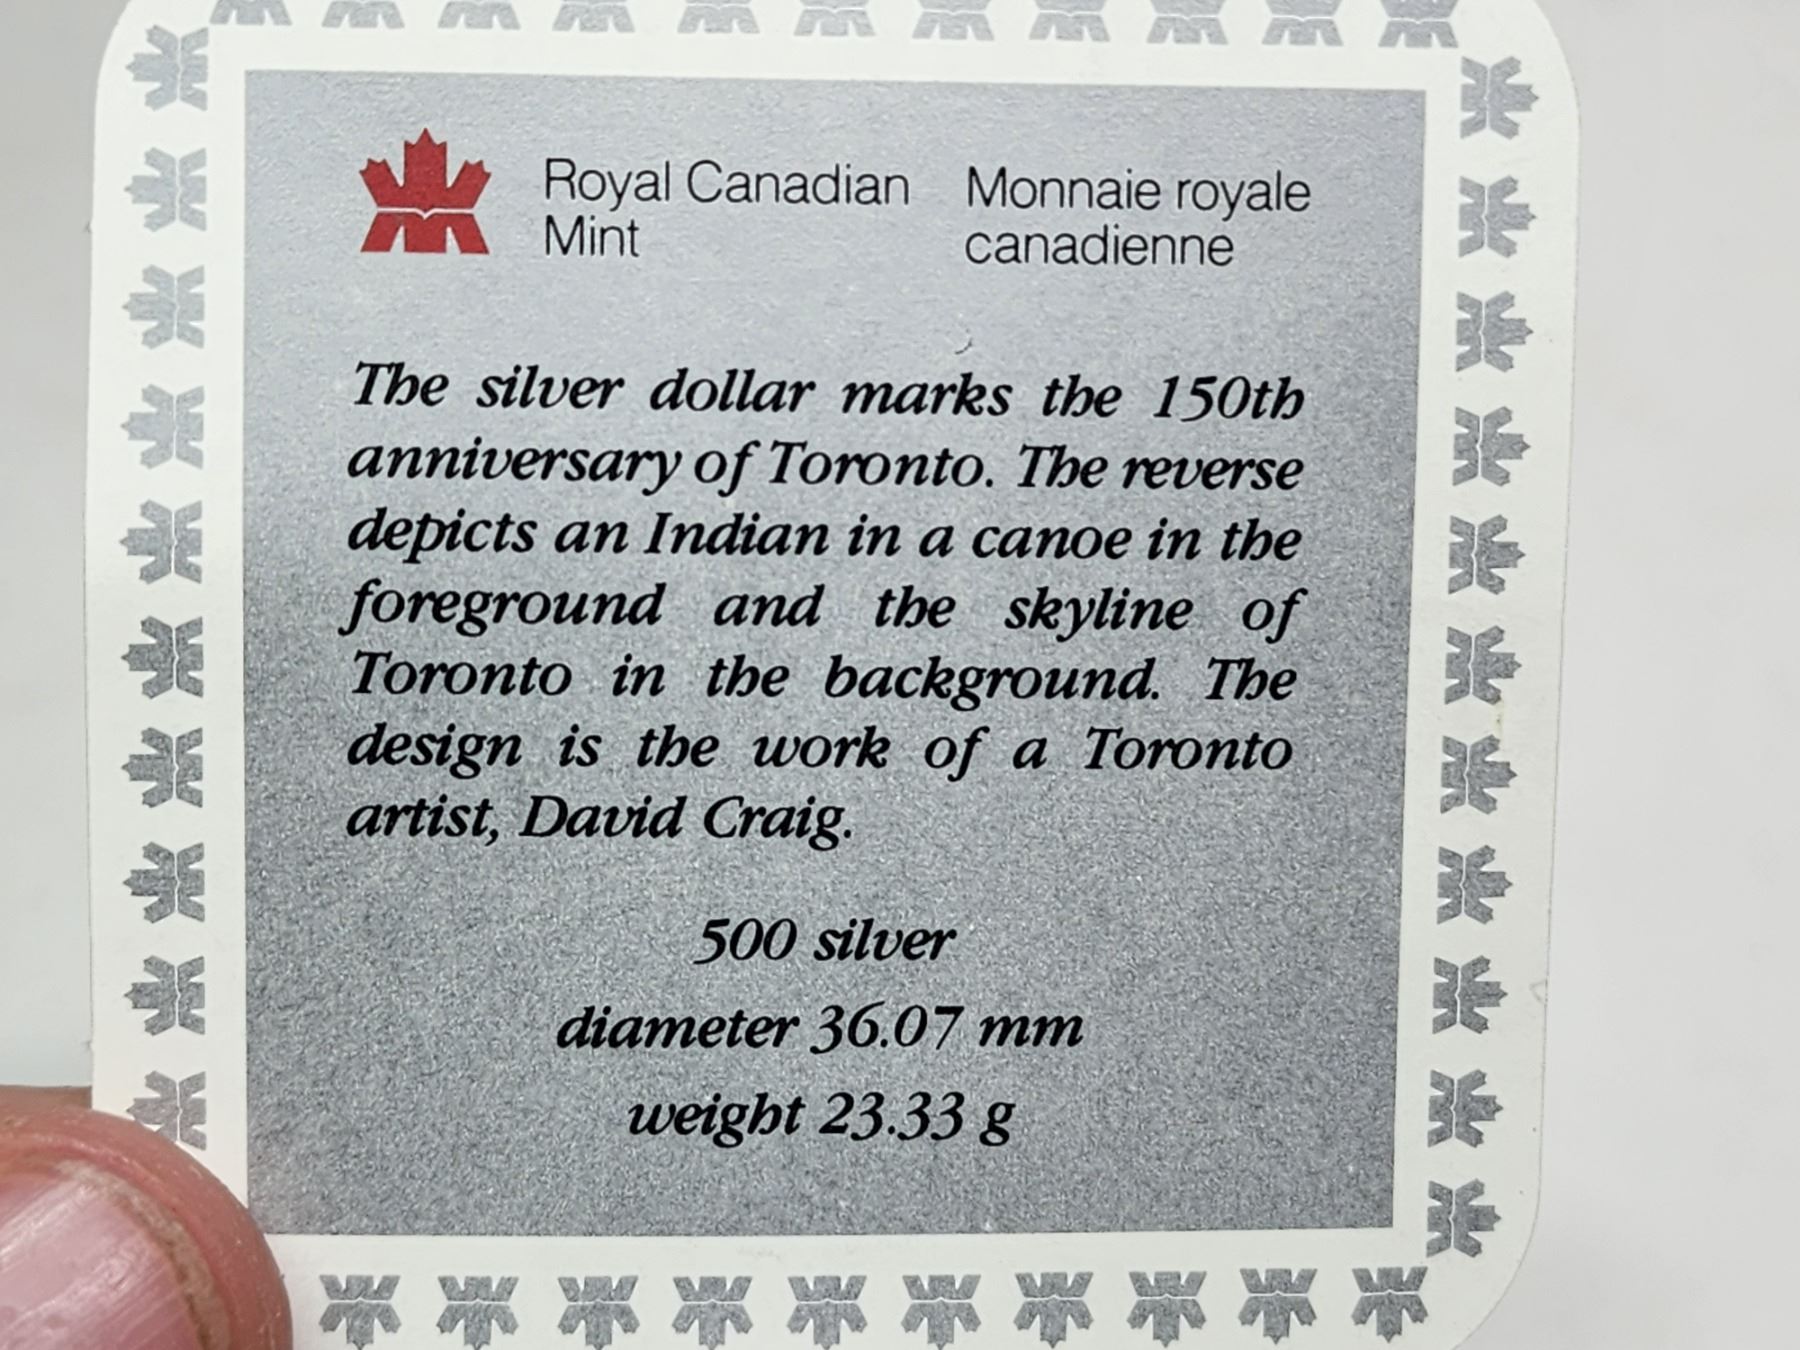 Royal Canadian
Mint
Monnaie royale
canadienne
The silver dollar marks the 150th
anniversary of Toronto. The reverse
depicts an Indian in a canoe in the
foreground and the skyline of
Toronto in the background. The
design is the work of a Toronto
artist, David Craig.
500 silver
diameter 36.07 mm
weight 23.33 g